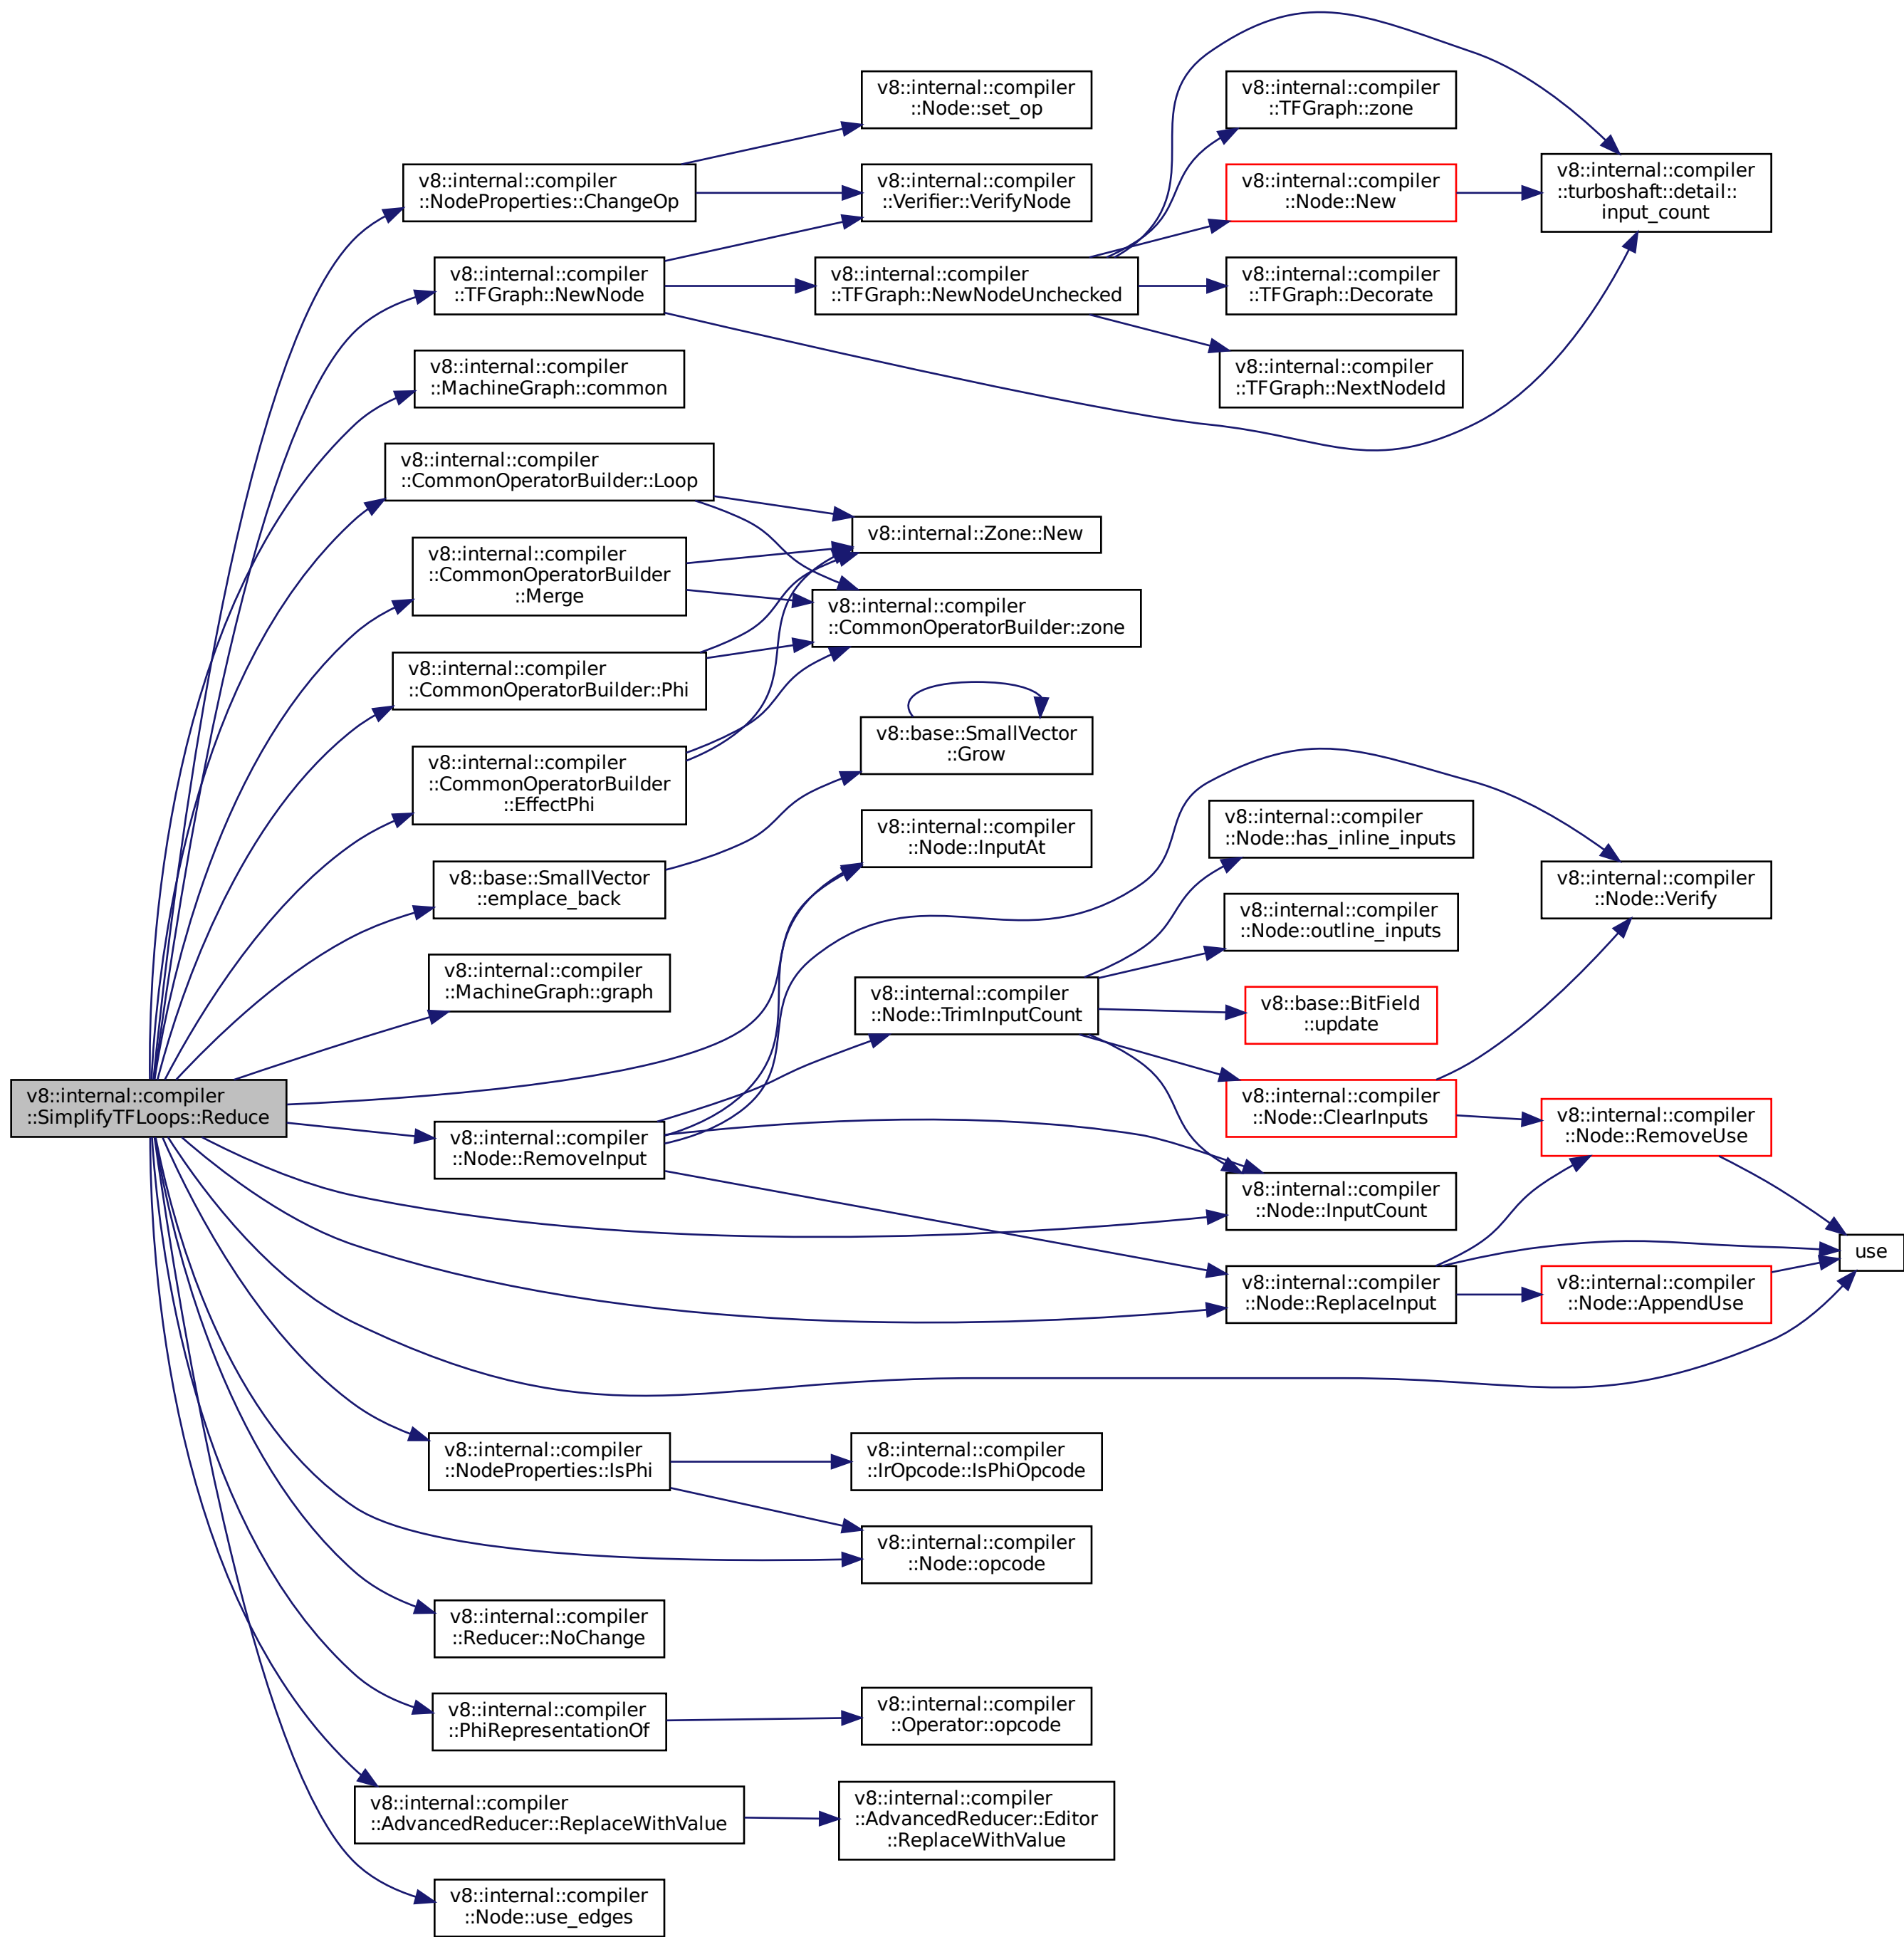 v8::internal::compiler
::SimplifyTFLoops::Reduce
v8::internal::compiler
::NodeProperties::ChangeOp
v8::internal::compiler
::Node::set_op
v8::internal::compiler
::Verifier::VerifyNode
v8::internal::compiler
::TFGraph::NewNode
v8::internal::compiler
::TFGraph::NewNodeUnchecked
v8::internal::compiler
::TFGraph::zone
v8::internal::compiler
::Node::New
v8::internal::compiler
::turboshaft::detail::
input_count
v8::internal::compiler
::TFGraph::Decorate
v8::internal::compiler
::TFGraph::NextNodeId
v8::internal::compiler
::MachineGraph::common
v8::internal::compiler
::CommonOperatorBuilder::Loop
v8::internal::Zone::New
v8::internal::compiler
::CommonOperatorBuilder
::Merge
v8::internal::compiler
::CommonOperatorBuilder::zone
v8::internal::compiler
::CommonOperatorBuilder::Phi
v8::internal::compiler
::CommonOperatorBuilder
::EffectPhi
v8::base::SmallVector
::Grow
v8::base::SmallVector
::emplace_back
v8::internal::compiler
::Node::InputAt
v8::internal::compiler
::MachineGraph::graph
v8::internal::compiler
::Node::has_inline_inputs
v8::internal::compiler
::Node::outline_inputs
v8::internal::compiler
::Node::Verify
v8::internal::compiler
::Node::TrimInputCount
v8::base::BitField
::update
v8::internal::compiler
::Node::ClearInputs
v8::internal::compiler
::Node::RemoveUse
v8::internal::compiler
::Node::RemoveInput
v8::internal::compiler
::Node::InputCount
use
v8::internal::compiler
::Node::ReplaceInput
v8::internal::compiler
::Node::AppendUse
v8::internal::compiler
::NodeProperties::IsPhi
v8::internal::compiler
::IrOpcode::IsPhiOpcode
v8::internal::compiler
::Node::opcode
v8::internal::compiler
::Reducer::NoChange
v8::internal::compiler
::PhiRepresentationOf
v8::internal::compiler
::Operator::opcode
v8::internal::compiler
::AdvancedReducer::ReplaceWithValue
v8::internal::compiler
::AdvancedReducer::Editor
::ReplaceWithValue
v8::internal::compiler
::Node::use_edges